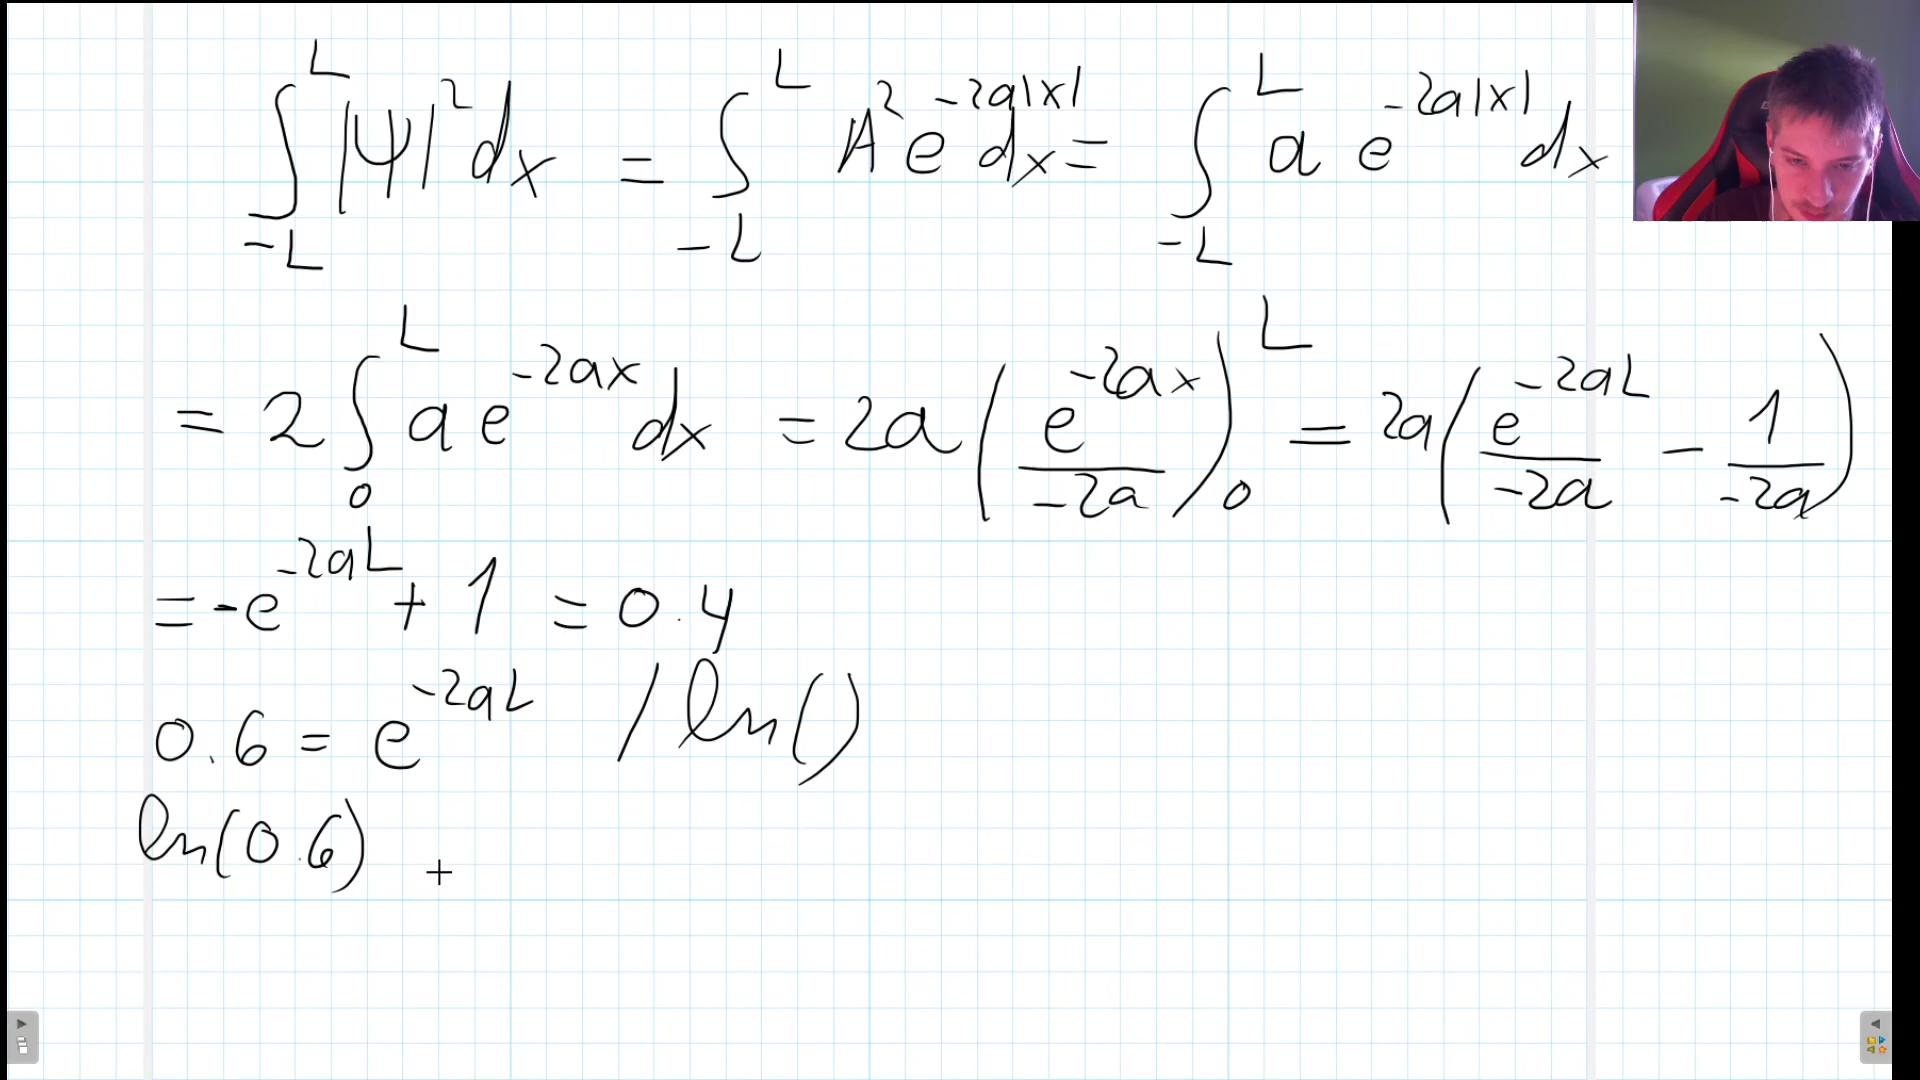 ∫_{-L}^{L} |Ψ|² dx = ∫_{-L}^{L} A² e^{-2a|x|} dx = ∫_{-L}^{L} a e^{-2a|x|} dx
= 2 ∫_{0}^{L} a e^{-2ax} dx = 2a (e^{-2ax} / -2a)_{0}^{L} = 2a (e^{-2aL} / -2a - 1 / -2a)
= -e^{-2aL} + 1 = 0.4
0.6 = e^{-2aL} / ln()
ln(0.6)